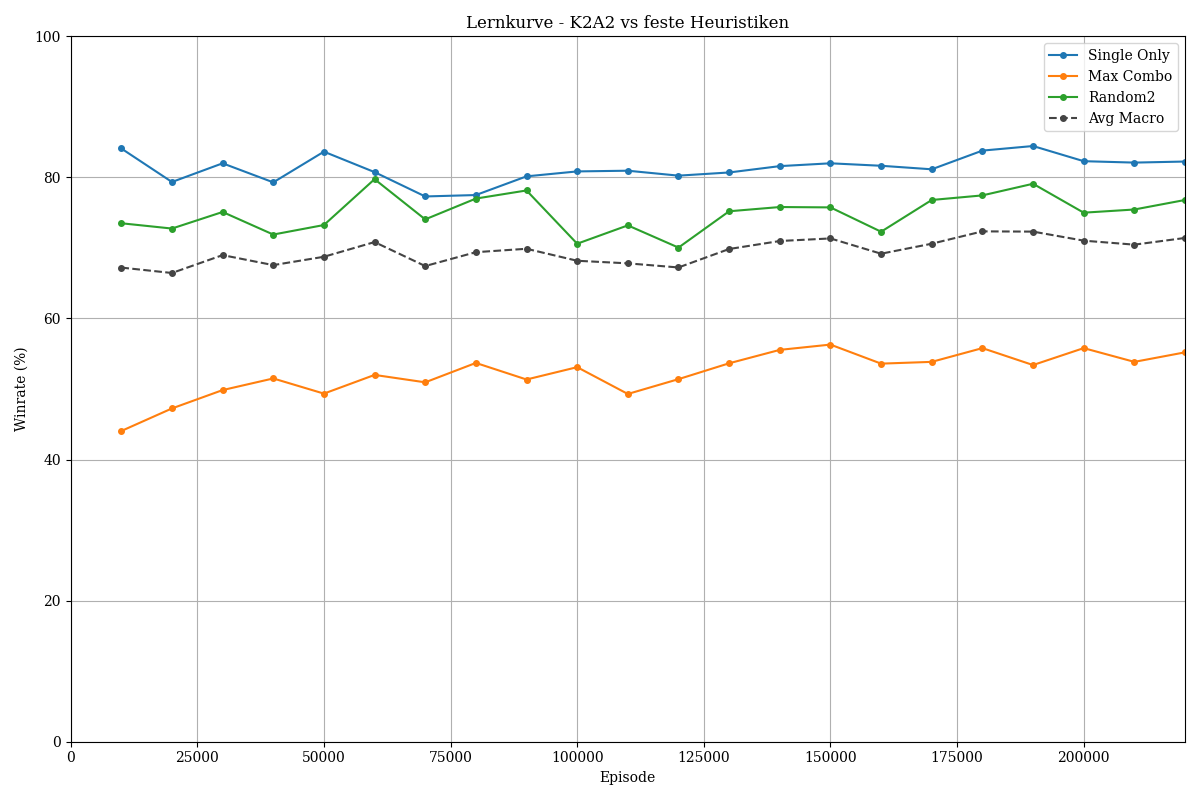 Lernkurve - K2A2 vs feste Heuristiken
100
80
60
40
20
0
Winrate (%)
Single Only
Max Combo
Random2
Avg Macro
0 25000 50000 75000 100000 125000 150000 175000 200000
Episode